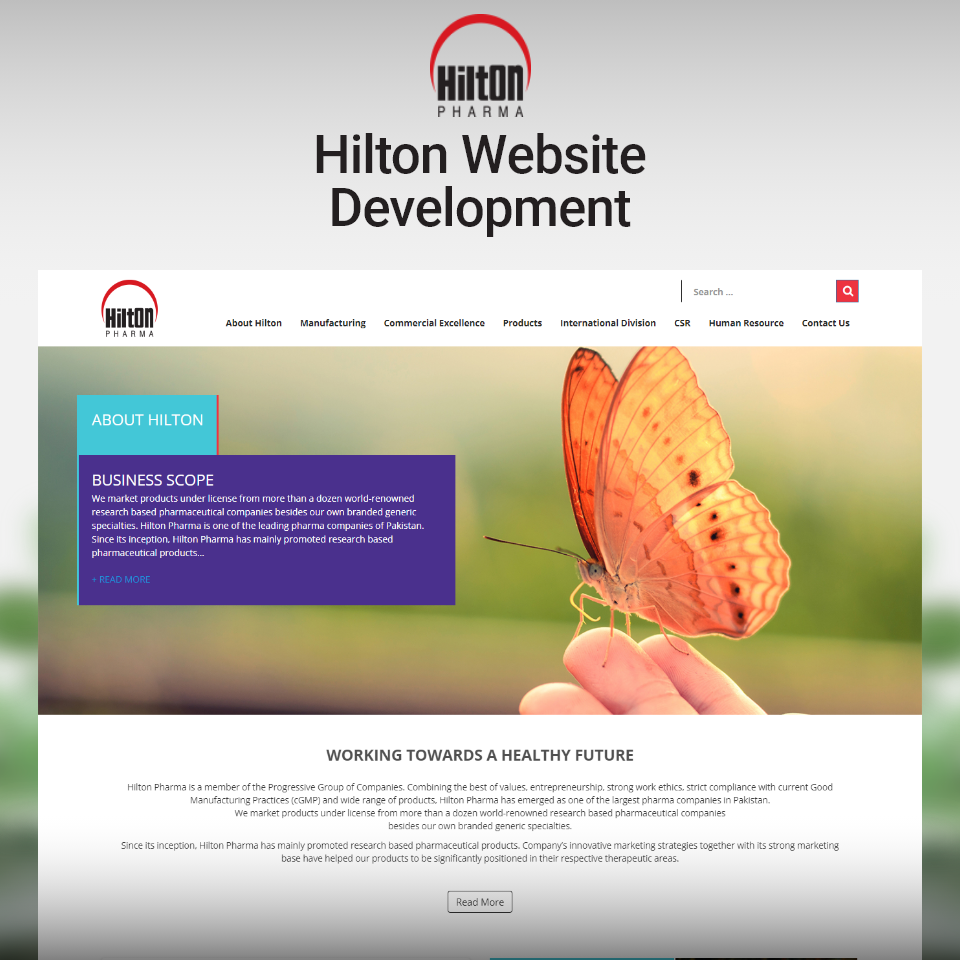 HiltOn
PHARMA
Hilton Website
Development
HiltOn
PHARMA
Search ...
About Hilton Manufacturing Commercial Excellence Products International Division CSR Human Resource Contact Us
ABOUT HILTON
BUSINESS SCOPE
We market products under license from more than a dozen world-renowned
research based pharmaceutical companies besides our own branded generic
specialties. Hilton Pharma is one of the leading pharma companies of Pakistan.
Since its inception, Hilton Pharma has mainly promoted research based
pharmaceutical products...
+ READ MORE
WORKING TOWARDS A HEALTHY FUTURE
Hilton Pharma is a member of the Progressive Group of Companies. Combining the best of values, entrepreneurship, strong work ethics, strict compliance with current Good
Manufacturing Practices (cGMP) and wide range of products, Hilton Pharma has emerged as one of the largest pharma companies in Pakistan.
We market products under license from more than a dozen world-renowned research based pharmaceutical companies
besides our own branded generic specialties.
Since its inception, Hilton Pharma has mainly promoted research based pharmaceutical products. Company's innovative marketing strategies together with its strong marketing
base have helped our products to be significantly positioned in their respective therapeutic areas.
Read More